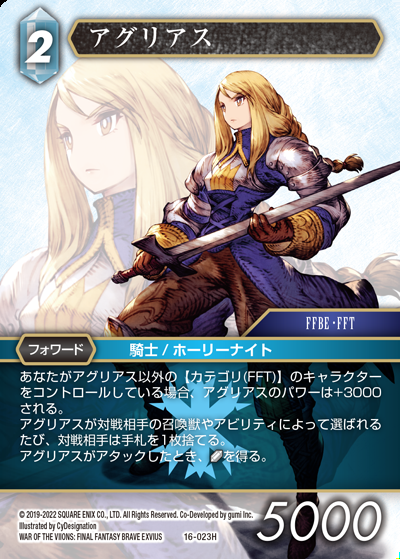 2
アグリアス
FFBE・FFT
フォワード
騎士 / ホーリーナイト
あなたがアグリアス以外の【カテゴリ(FFT)】のキャラクター
をコントロールしている場合、アグリアスのパワーは+3000
される。
アグリアスが対戦相手の召喚獣やアビリティによって選ばれる
たび、対戦相手は手札を1枚捨てる。
アグリアスがアタックしたとき、を得る。
© 2019-2022 SQUARE ENIX CO., LTD. All Rights Reserved. Co-Developed by gumi Inc.
Illustrated by CyDesignation
WAR OF THE VIIONS: FINAL FANTASY BRAVE EXVIUS
16-023H
5000